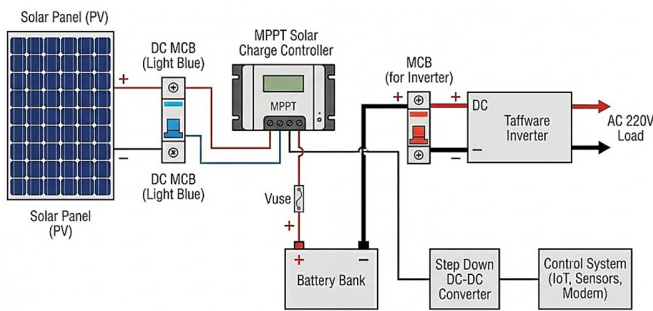 Solar Panel (PV)
DC MCB
(Light Blue)
MPPT Solar
Charge Controller
MCB
(for Inverter)
MPPT
+
+
+
DC
Taffware
Inverter
AC 220V
Load
−
−
−
DC MCB
(Light Blue)
Vuse
Solar Panel
(PV)
+
+
−
Battery Bank
Step Down
DC-DC
Converter
Control System
(IoT, Sensors,
Modem)